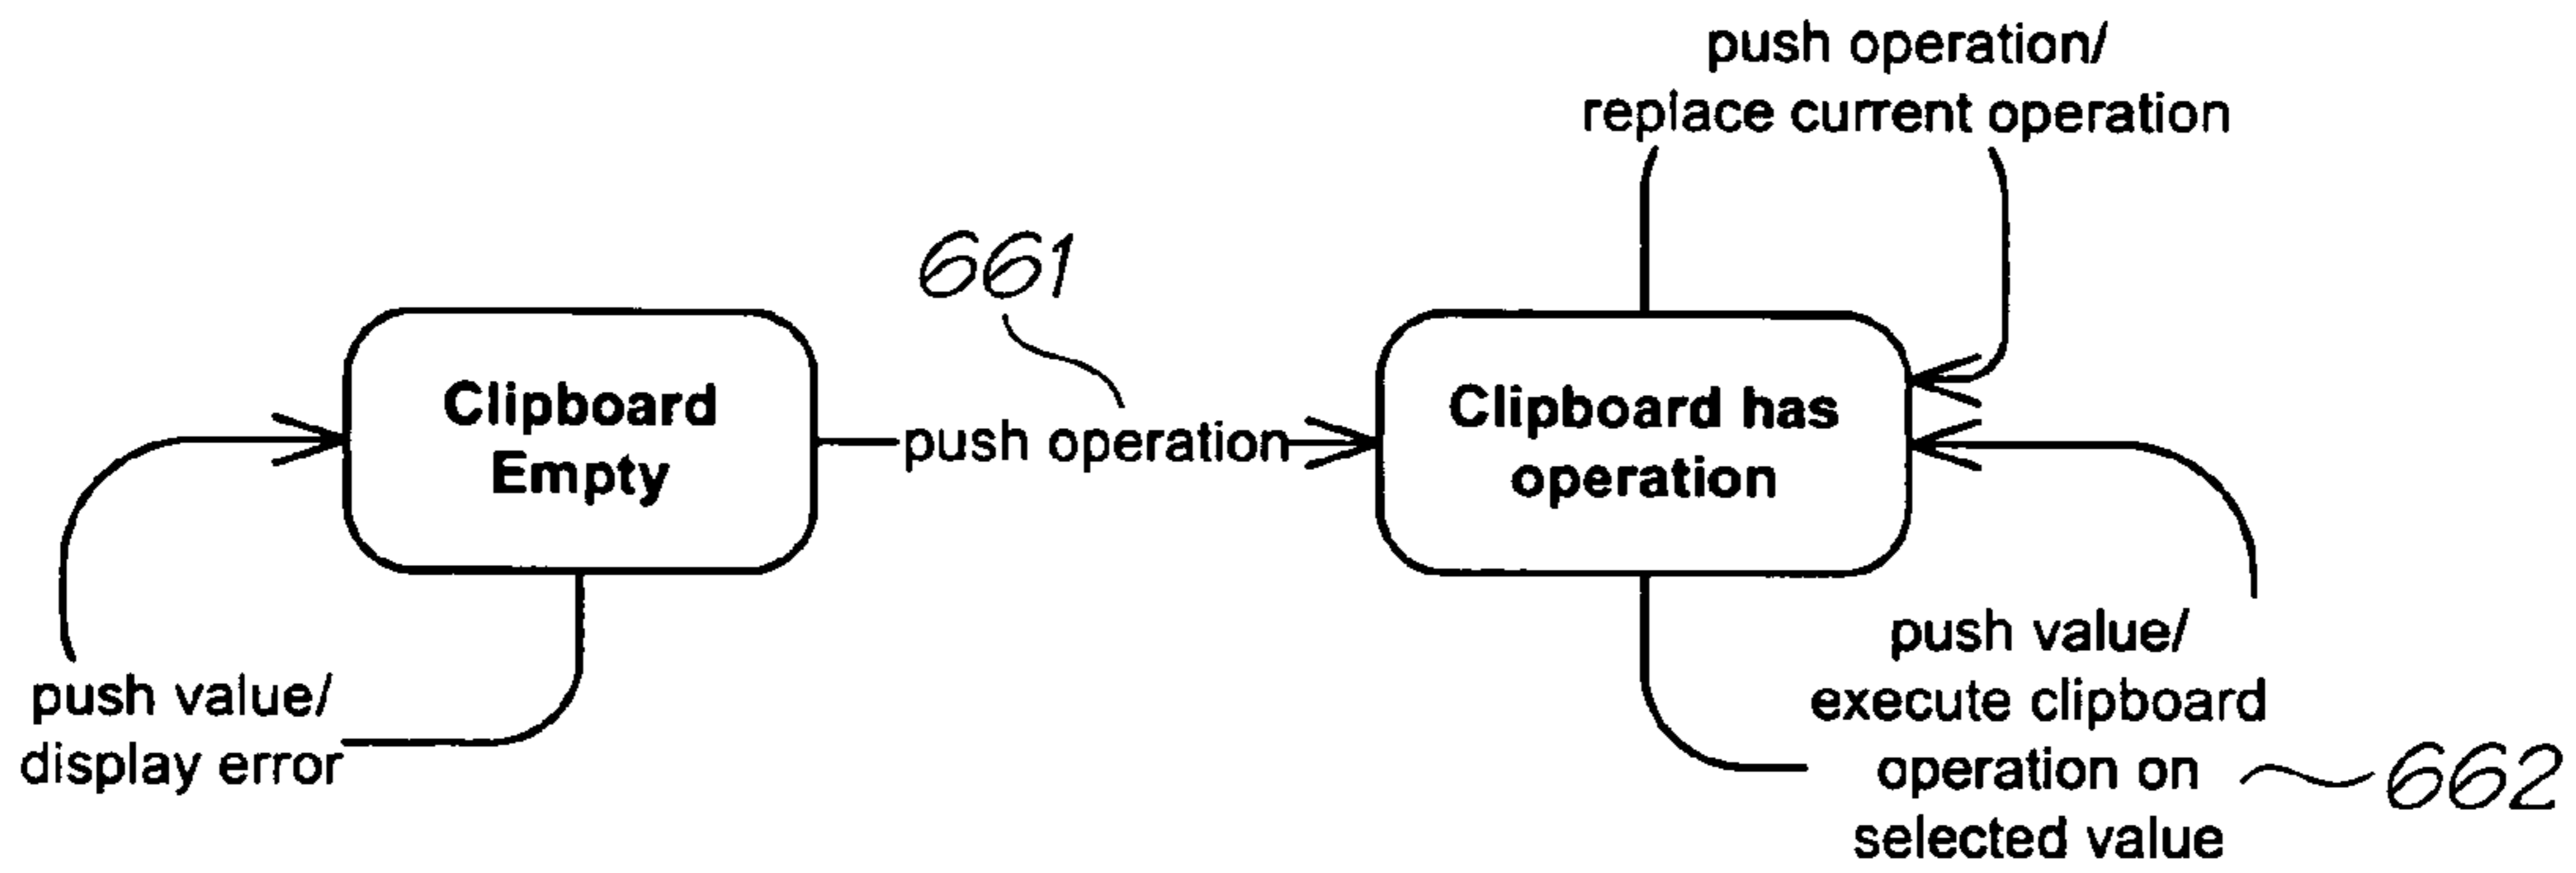 push operation/
replace current operation
661
Clipboard
Empty
push operation
Clipboard has
operation
push value/
display error
push value/
execute clipboard
operation on
selected value
662